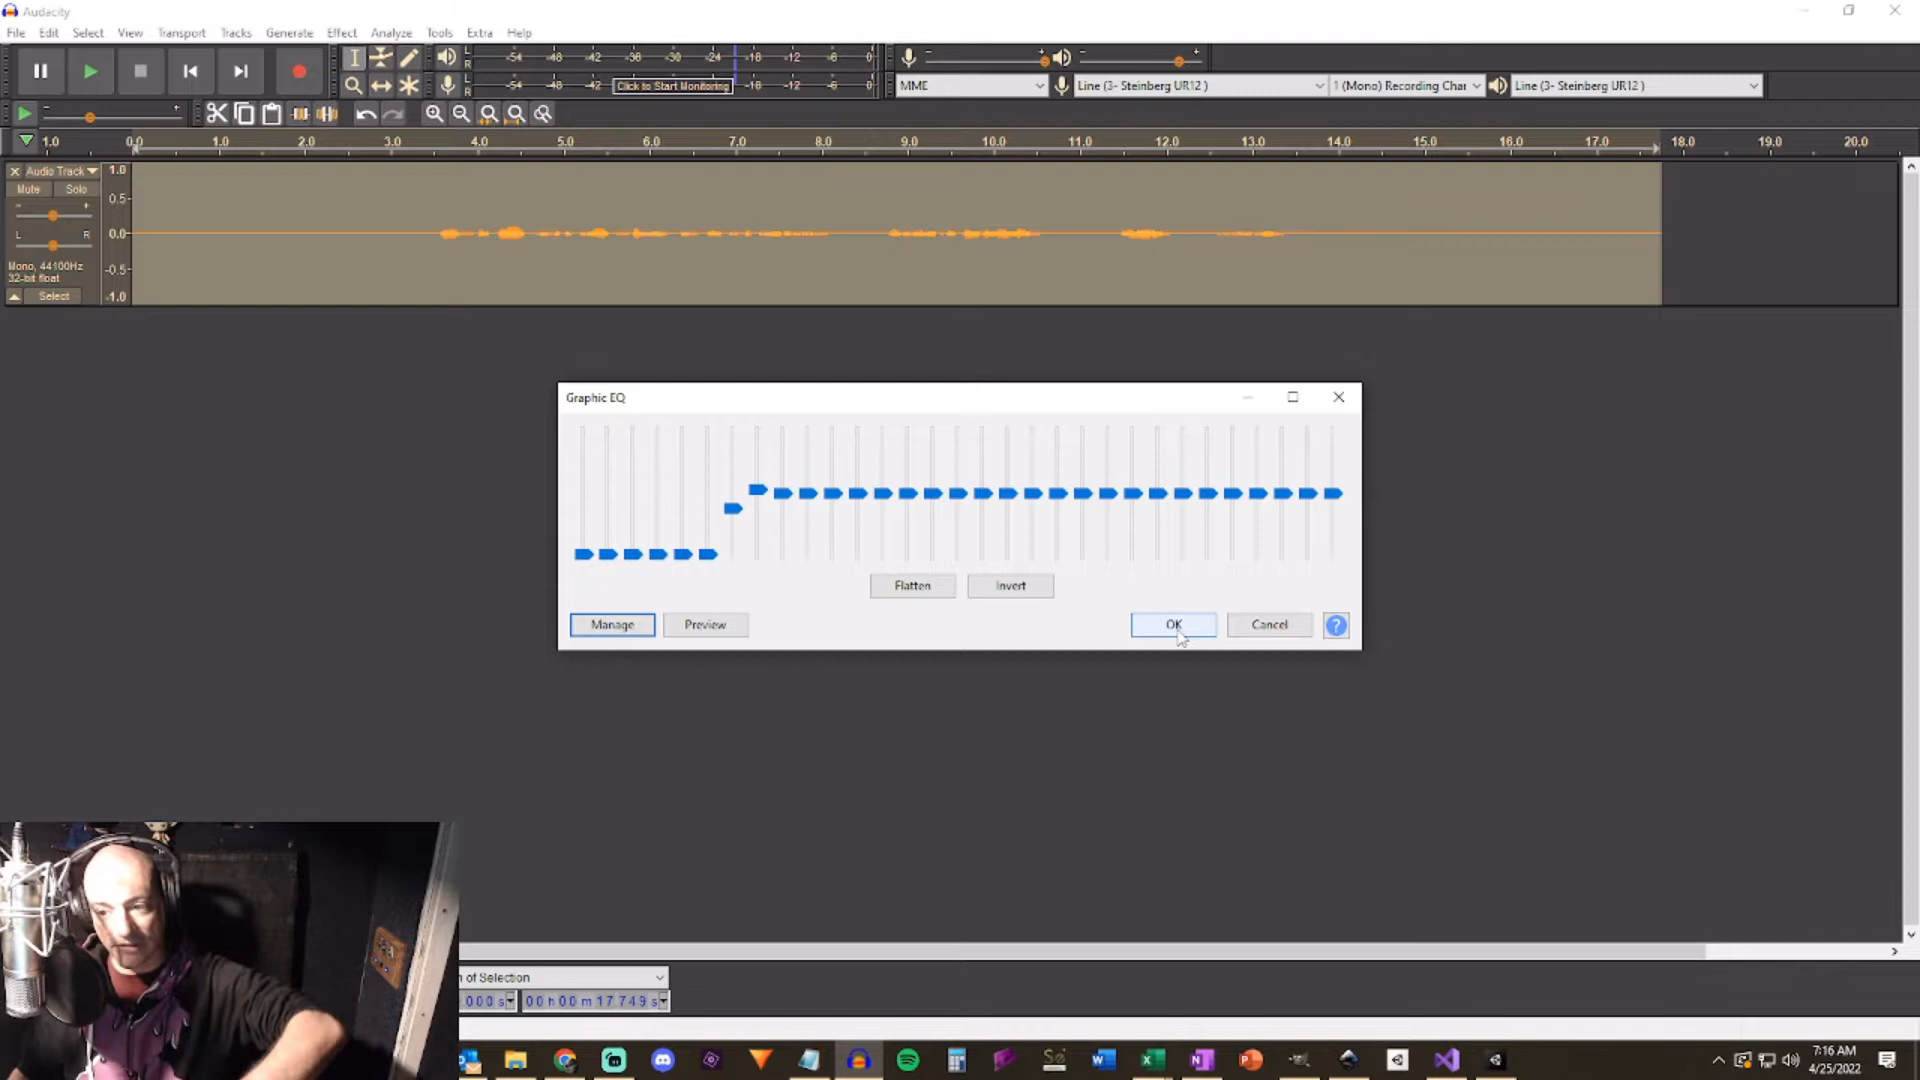 Audacity
File Edit Select View Transport Tracks Generate Effect Analyze Tools Extra Help
L R -54 -48 -42 -36 -30 -24 -18 -12 -6 0
L R -54 -48 -42 Click to Start Monitoring -18 -12 -6 0
MME Line (3- Steinberg UR12 ) 1 (Mono) Recording Char Line (3- Steinberg UR12 )
1.0 0.0 1.0 2.0 3.0 4.0 5.0 6.0 7.0 8.0 9.0 10.0 11.0 12.0 13.0 14.0 15.0 16.0 17.0 18.0 19.0 20.0
Audio Track
Mute Solo
L R
Mono, 44100Hz
32-bit float
Select
1.0
0.5
0.0
-0.5
-1.0
Graphic EQ
Flatten Invert
Manage Preview OK Cancel ?
n of Selection
000 s 00 h 00 m 17.749 s
7:16 AM
4/25/2022